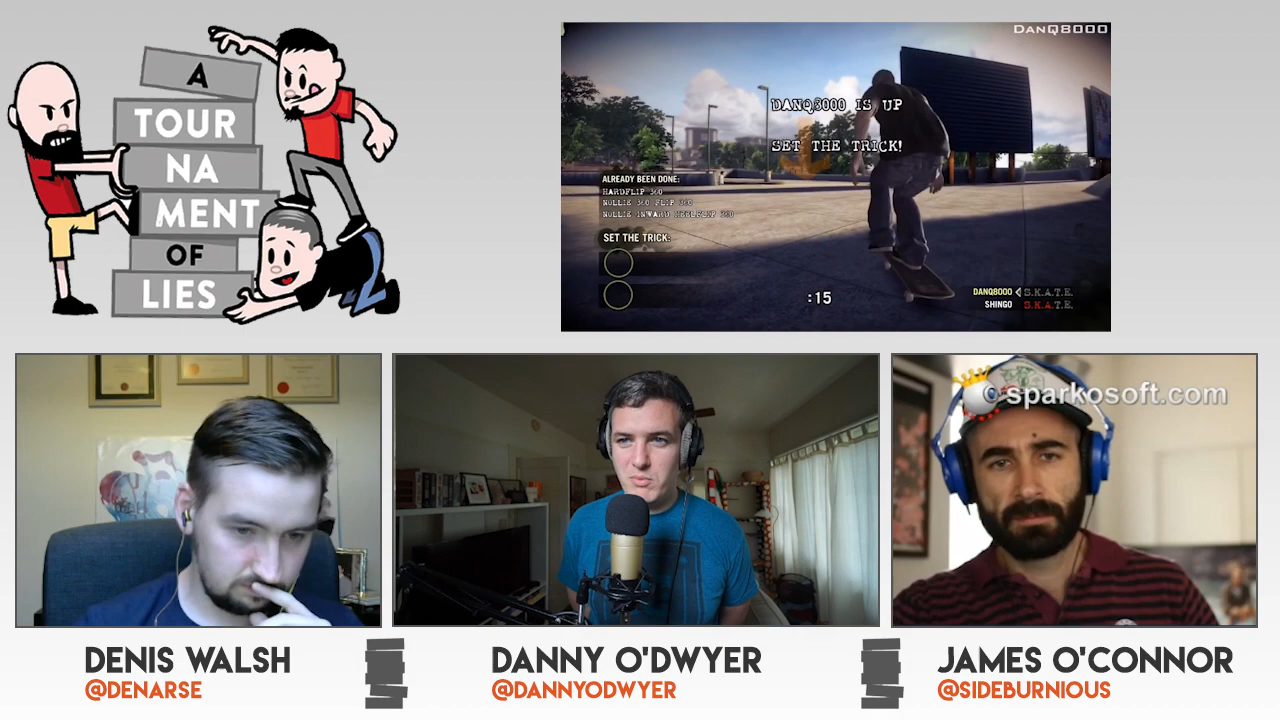 A
TOUR
NA
MENT
OF
LIES
DANQ8000
DANQ8000 IS UP
SET THE TRICK!
ALREADY BEEN DONE:
HARDFLIP 360
NOLLIE 360 FLIP 360
NOLLIE INWARD HEELFLIP 360
SET THE TRICK:
:15
DANQ8000 S.K.A.T.E.
SHINGO S.K.A.T.E.
sparkosoft.com
DENIS WALSH
@DENARSE
DANNY O'DWYER
@DANNYODWYER
JAMES O'CONNOR
@SIDEBURNIOUS